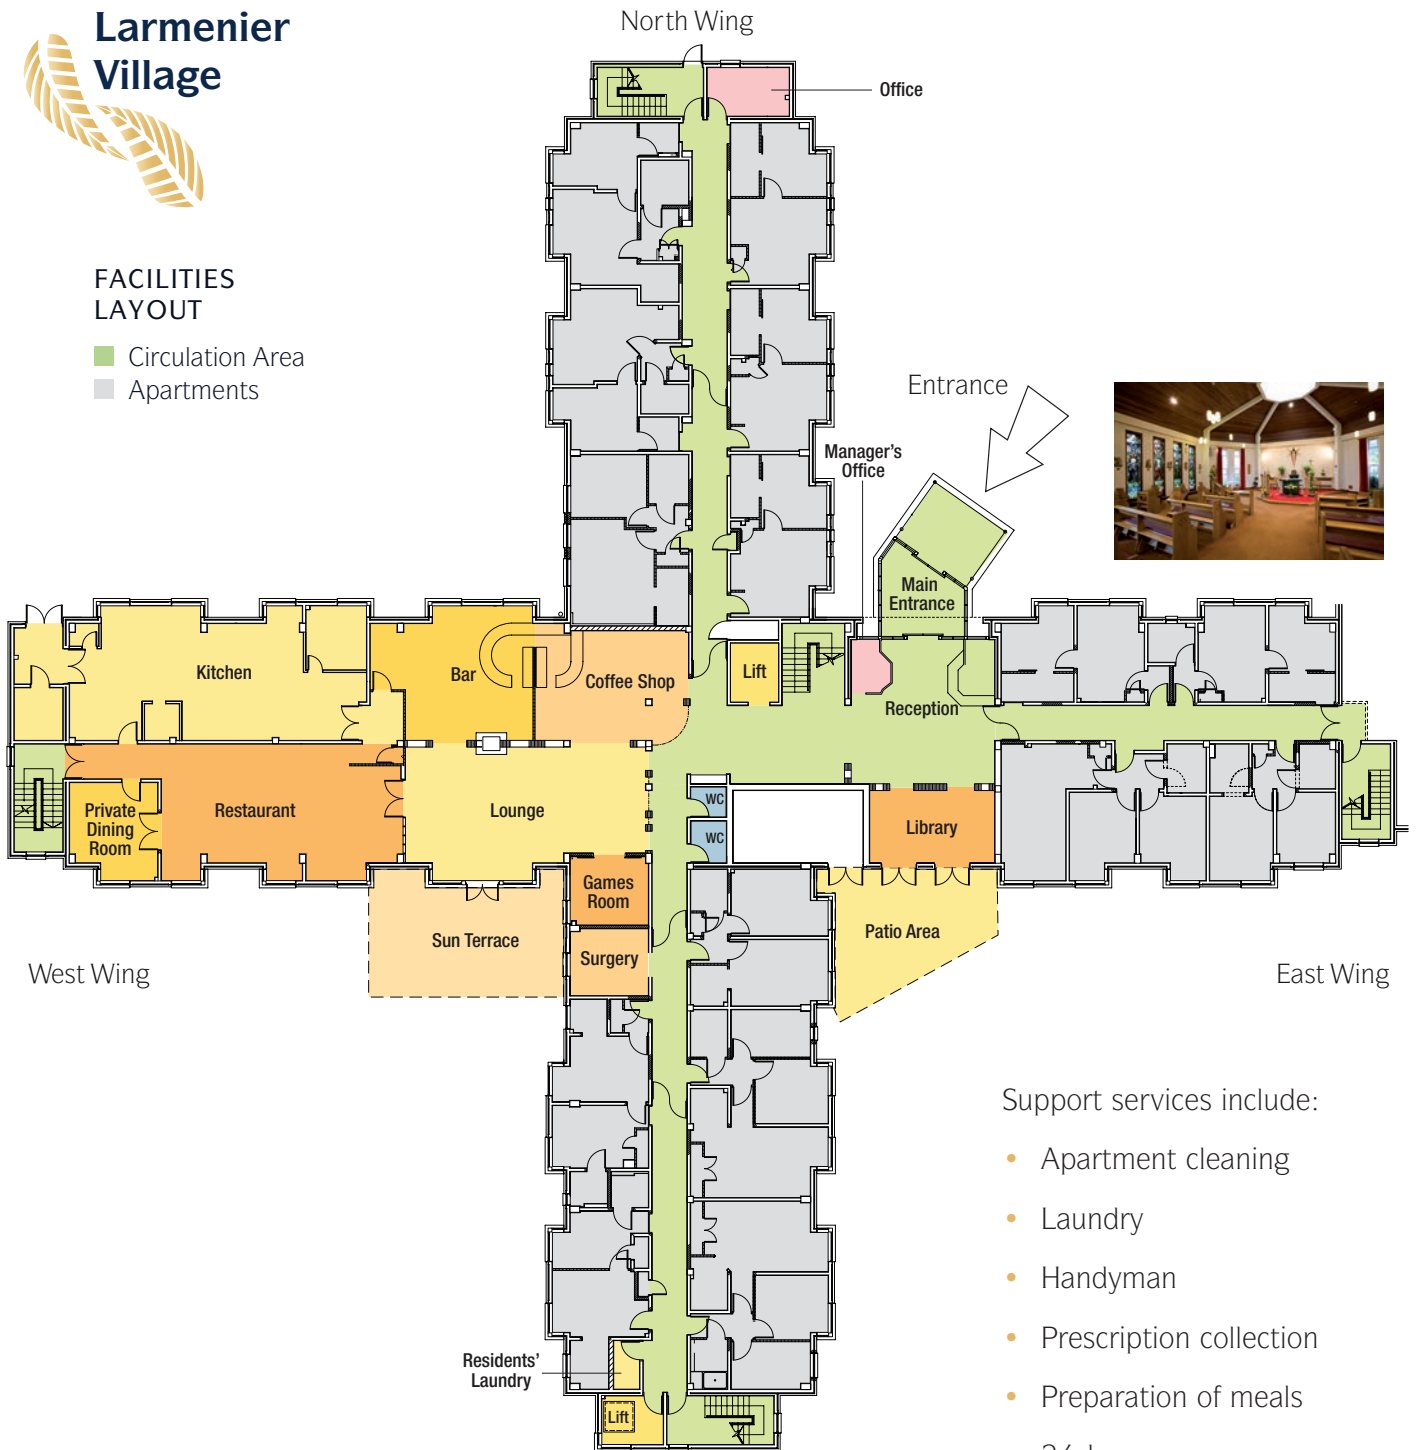 Larmenier
Village
North Wing
Office
FACILITIES
LAYOUT
Circulation Area
Apartments
Entrance
Manager's
Office
Main
Entrance
Kitchen
Bar
Coffee Shop
Lift
Reception
Private
Dining
Room
Restaurant
Lounge
WC
WC
Library
Games
Room
Sun Terrace
Surgery
Patio Area
West Wing
East Wing
Support services include:
• Apartment cleaning
• Laundry
• Handyman
• Prescription collection
• Preparation of meals
Residents'
Laundry
Lift